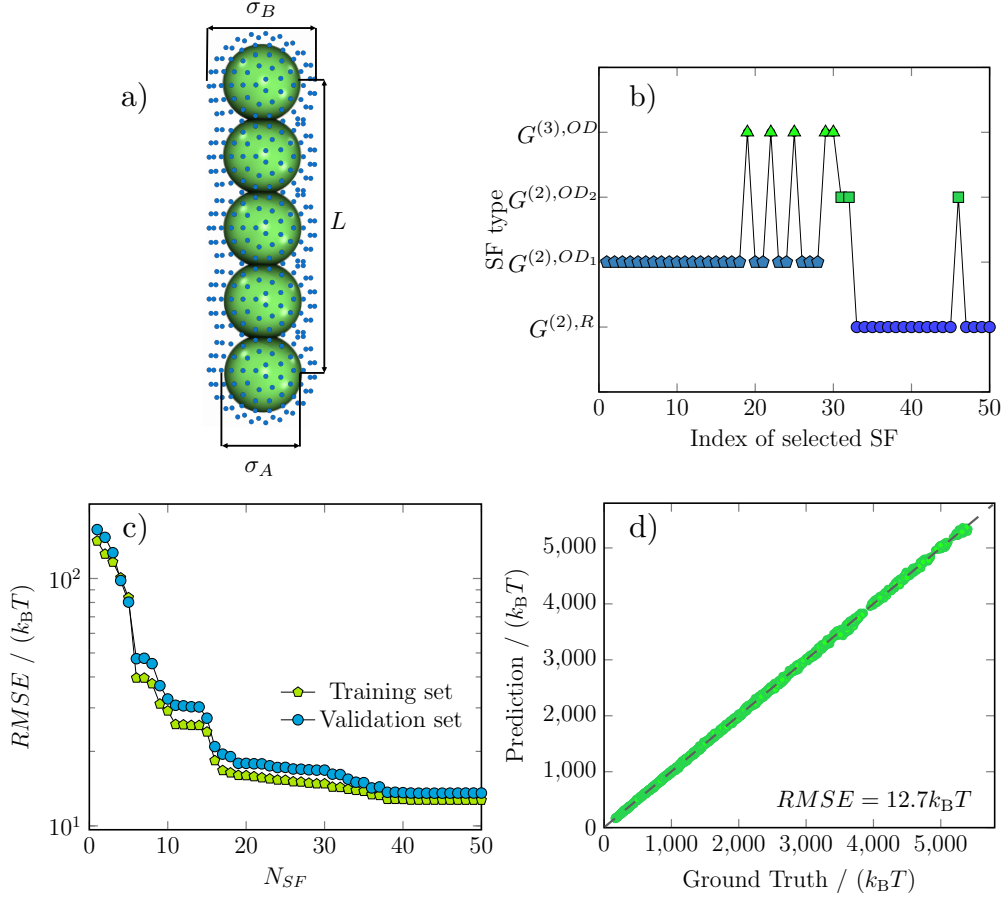 a)
σ_B
L
σ_A
b)
SF type
G^{(3),OD}
G^{(2),OD_2}
G^{(2),OD_1}
G^{(2),R}
0 10 20 30 40 50
Index of selected SF
c)
RMSE / (k_BT)
10^2
10^1
Training set
Validation set
0 10 20 30 40 50
N_{SF}
d)
Prediction / (k_BT)
5,000
4,000
3,000
2,000
1,000
0
RMSE = 12.7k_BT
0 1,000 2,000 3,000 4,000 5,000
Ground Truth / (k_BT)